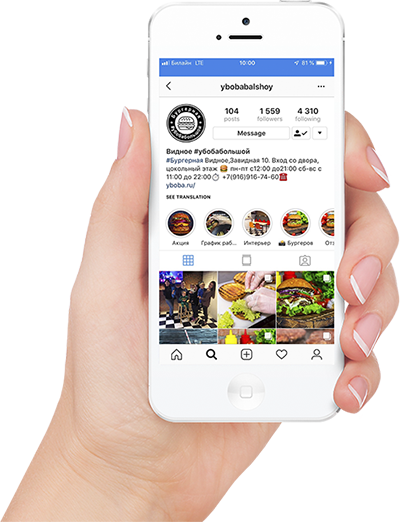 Билайн LTE 10:00 81 %
ybobabalshoy
Бургерная
#убобабольшой
104 1 559 4 310
posts followers following
Message
Видное #убобабольшой
#Бургерная Видное,Завидная 10. Вход со двора,
цокольный этаж 🍔 пн-пт с12:00 до21:00 сб-вс с
11:00 до 22:00⏱ +7(916)916-74-60☎️
yboba.ru/
SEE TRANSLATION
Акция График раб... Интерьер 📸 Бургеров